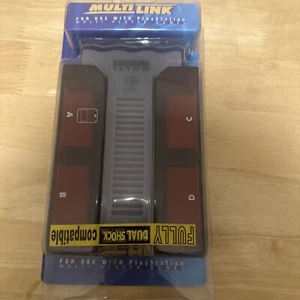 MULTI LINK
FOR USE WITH PlayStation
A
C
B
D
FULLY
DUAL SHOCK
compatible
FOR USE WITH PlayStation